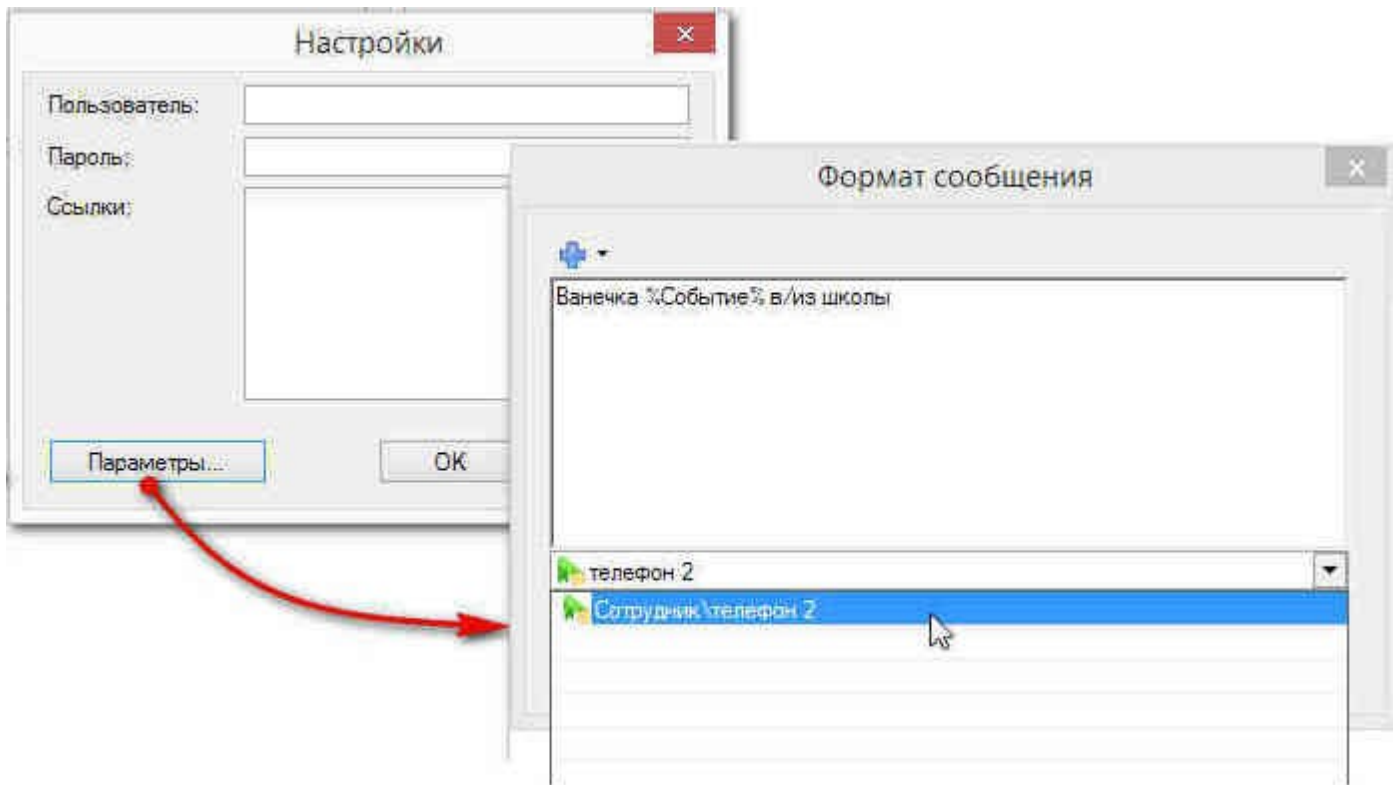 Настройки
Пользователь:
Пароль:
Ссылки:
Параметры...
OK
Формат сообщения
Ванечка %Событие% в/из школы
телефон 2
Сотрудник\телефон 2